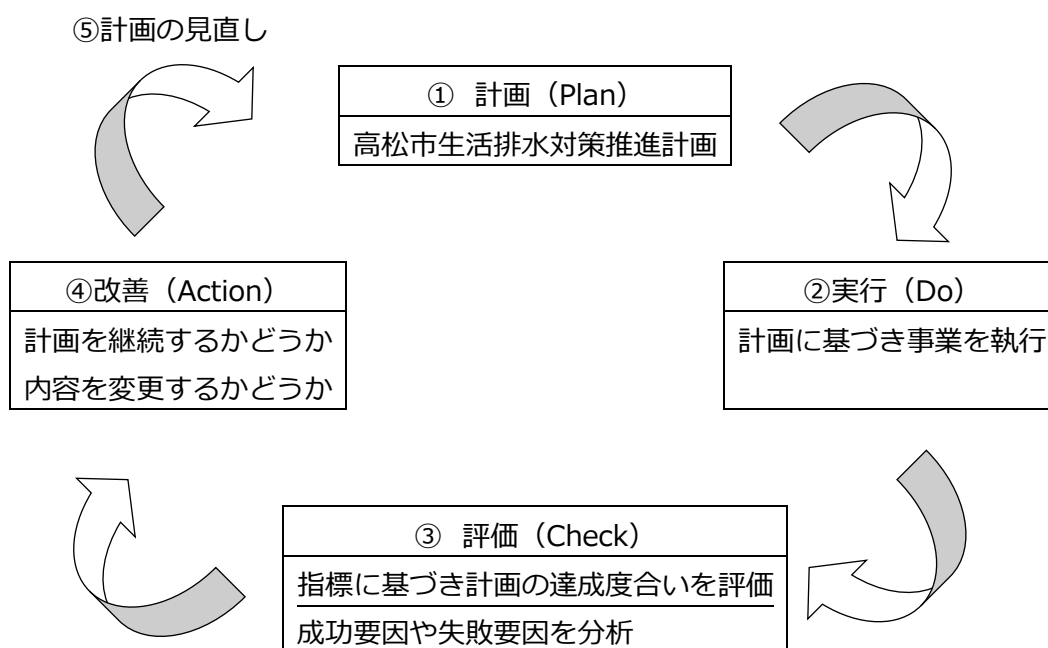 ⑤計画の見直し
① 計画（Plan）
高松市生活排水対策推進計画
②実行（Do）
計画に基づき事業を執行
③ 評価（Check）
指標に基づき計画の達成度合いを評価
成功要因や失敗要因を分析
④改善（Action）
計画を継続するかどうか
内容を変更するかどうか